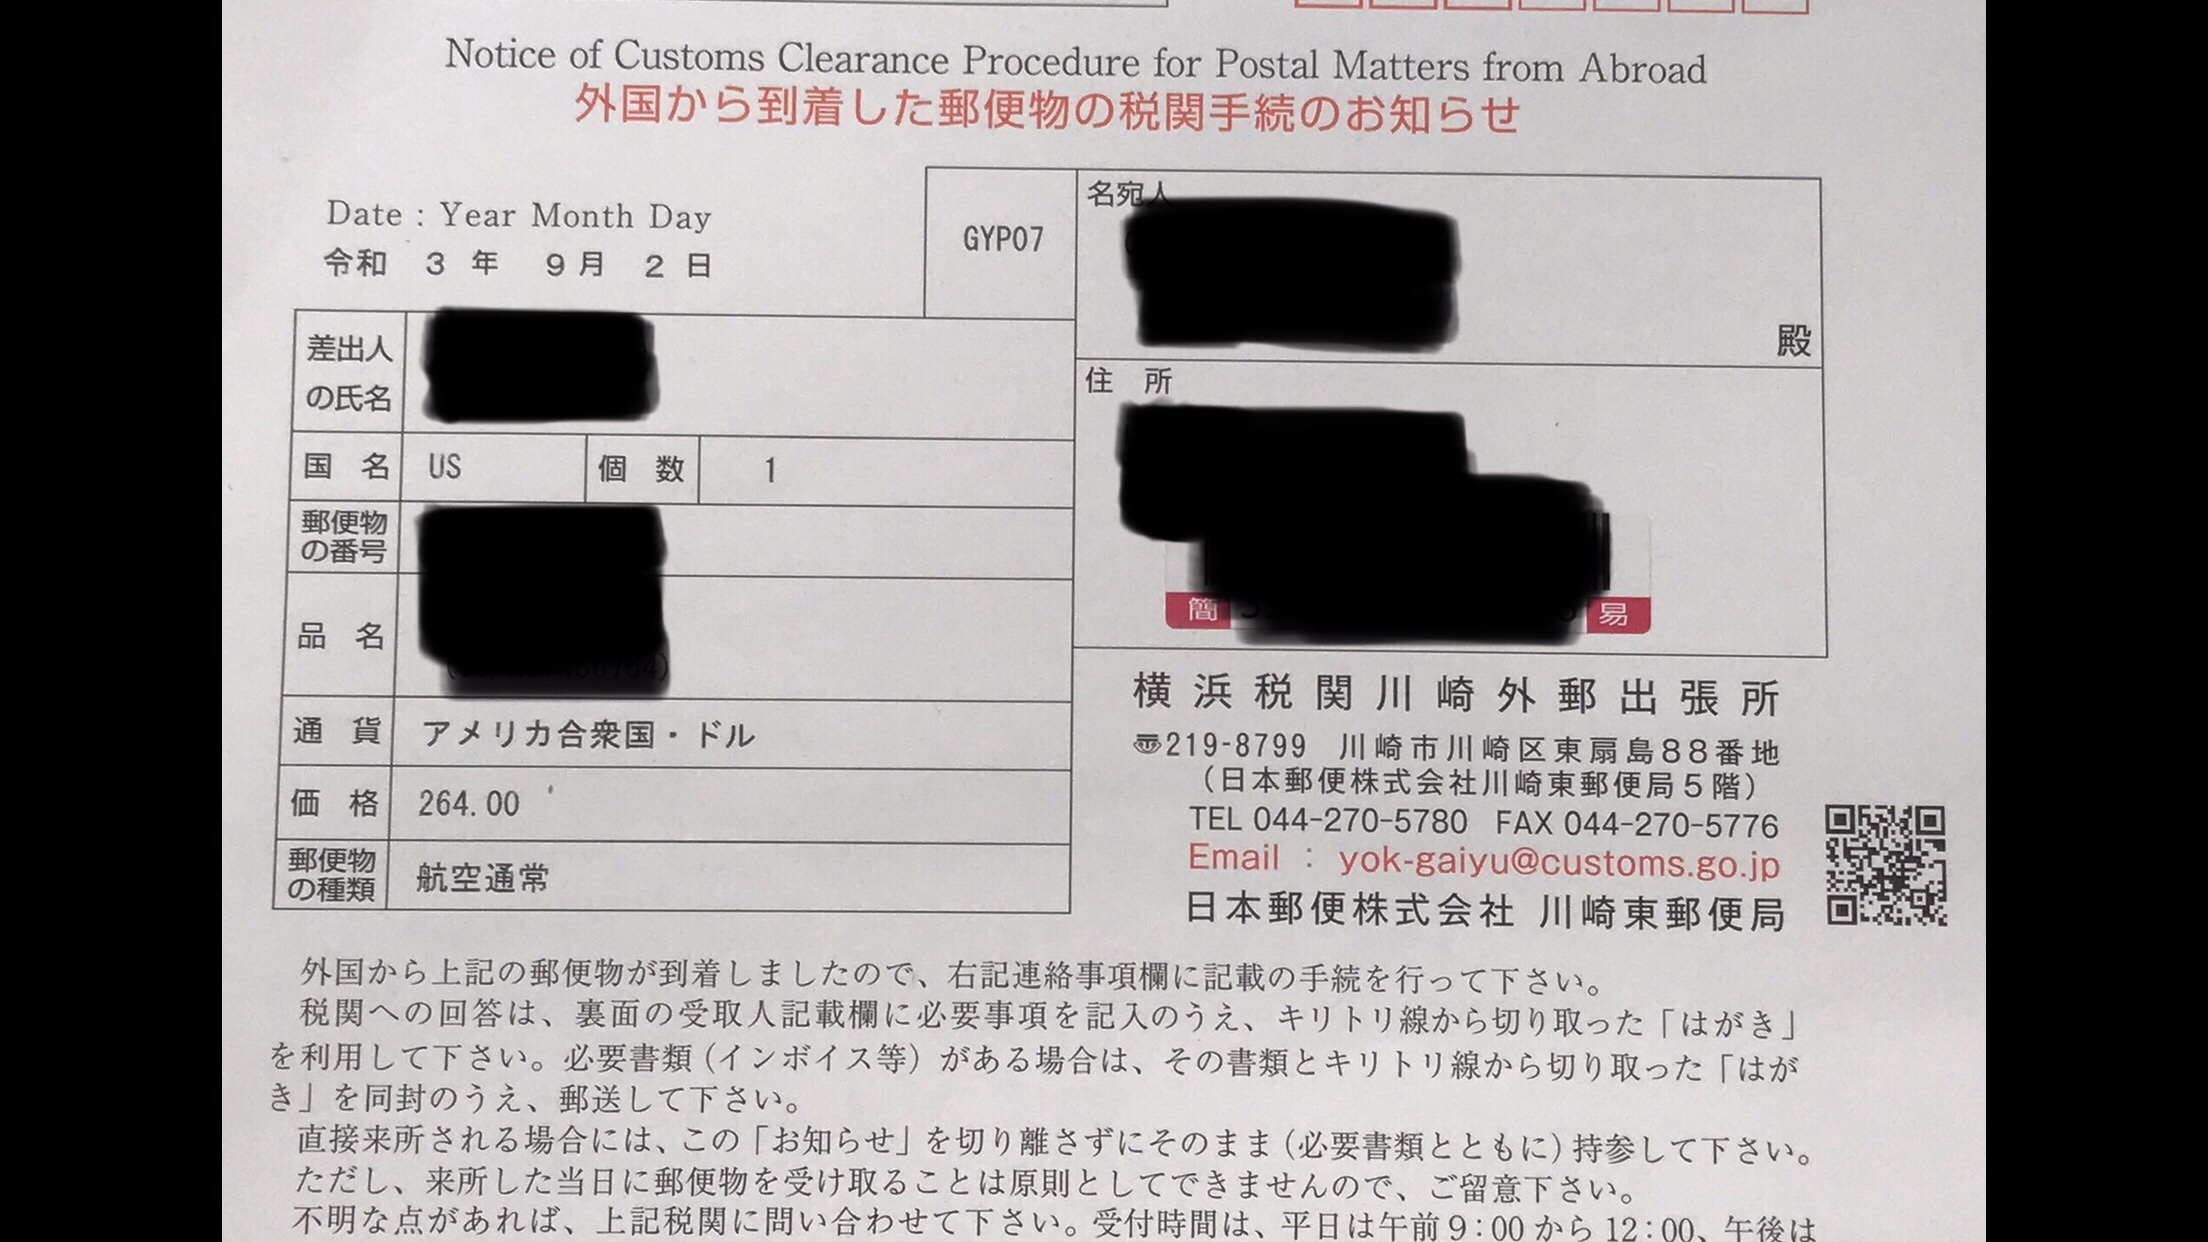 Notice of Customs Clearance Procedure for Postal Matters from Abroad
外国から到着した郵便物の税関手続のお知らせ
Date : Year Month Day
令和 3 年 9 月 2 日
GYP07
名宛人
殿
差出人
の氏名
住 所
国 名 US 個 数 1
郵便物
の番号
簡 易
品 名
通 貨 アメリカ合衆国・ドル
価 格 264.00
郵便物
の種類
航空通常
横浜税関川崎外郵出張所
〠219-8799 川崎市川崎区東扇島88番地
（日本郵便株式会社川崎東郵便局５階）
TEL 044-270-5780 FAX 044-270-5776
Email : yok-gaiyu@customs.go.jp
日本郵便株式会社 川崎東郵便局
外国から上記の郵便物が到着しましたので、右記連絡事項欄に記載の手続を行って下さい。
税関への回答は、裏面の受取人記載欄に必要事項を記入のうえ、キリトリ線から切り取った「はがき」
を利用して下さい。必要書類（インボイス等）がある場合は、その書類とキリトリ線から切り取った「はが
き」を同封のうえ、郵送して下さい。
直接来所される場合には、この「お知らせ」を切り離さずにそのまま（必要書類とともに）持参して下さい。
ただし、来所した当日に郵便物を受け取ることは原則としてできませんので、ご留意下さい。
不明な点があれば、上記税関に問い合わせて下さい。受付時間は、平日は午前9：00から12：00、午後は